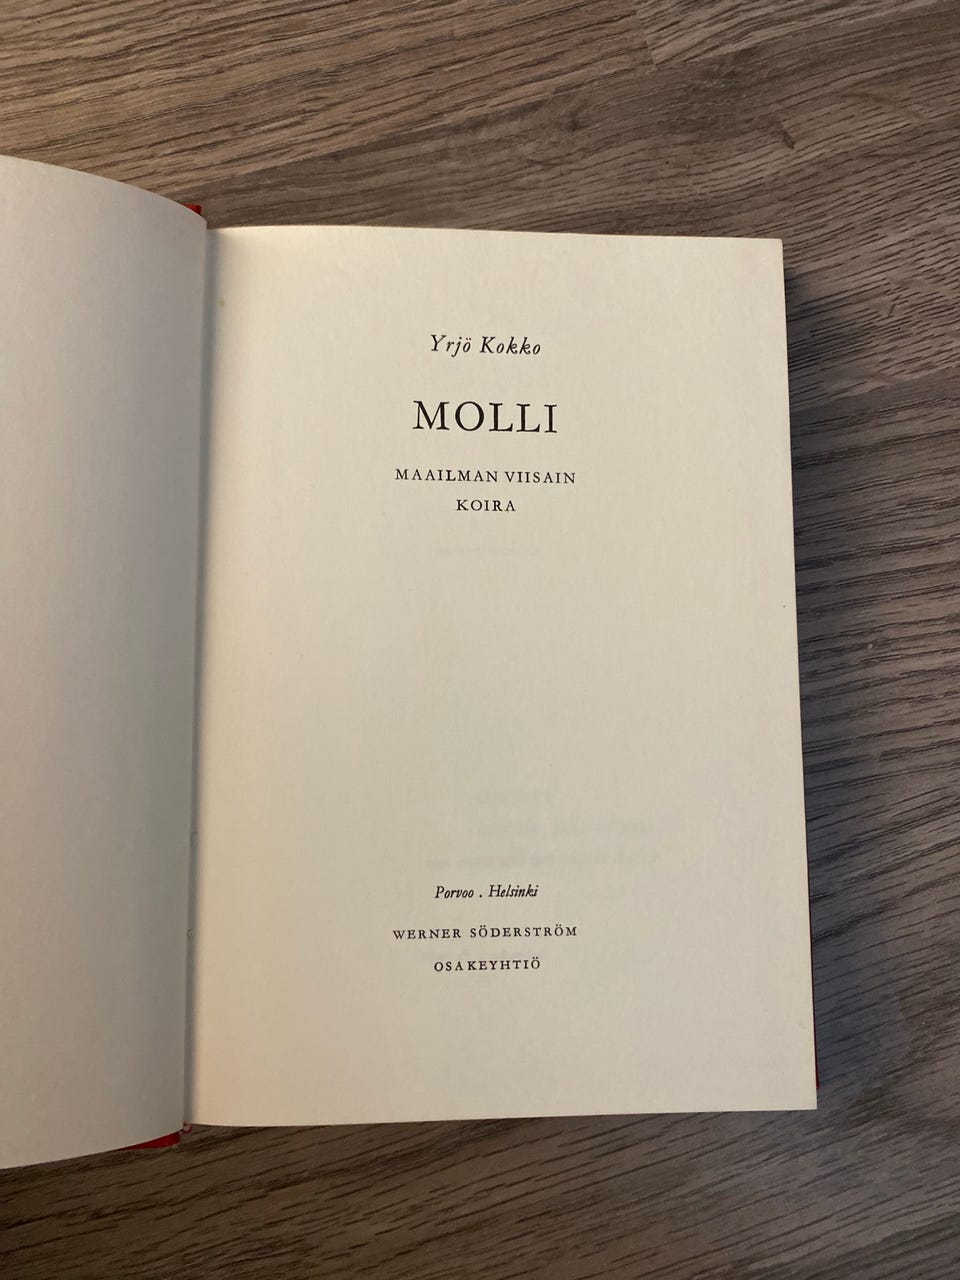 Yrjö Kokko
MOLLI
MAAILMAN VIISAIN
KOIRA
Porvoo . Helsinki
WERNER SÖDERSTRÖM
OSAKEYHTIÖ